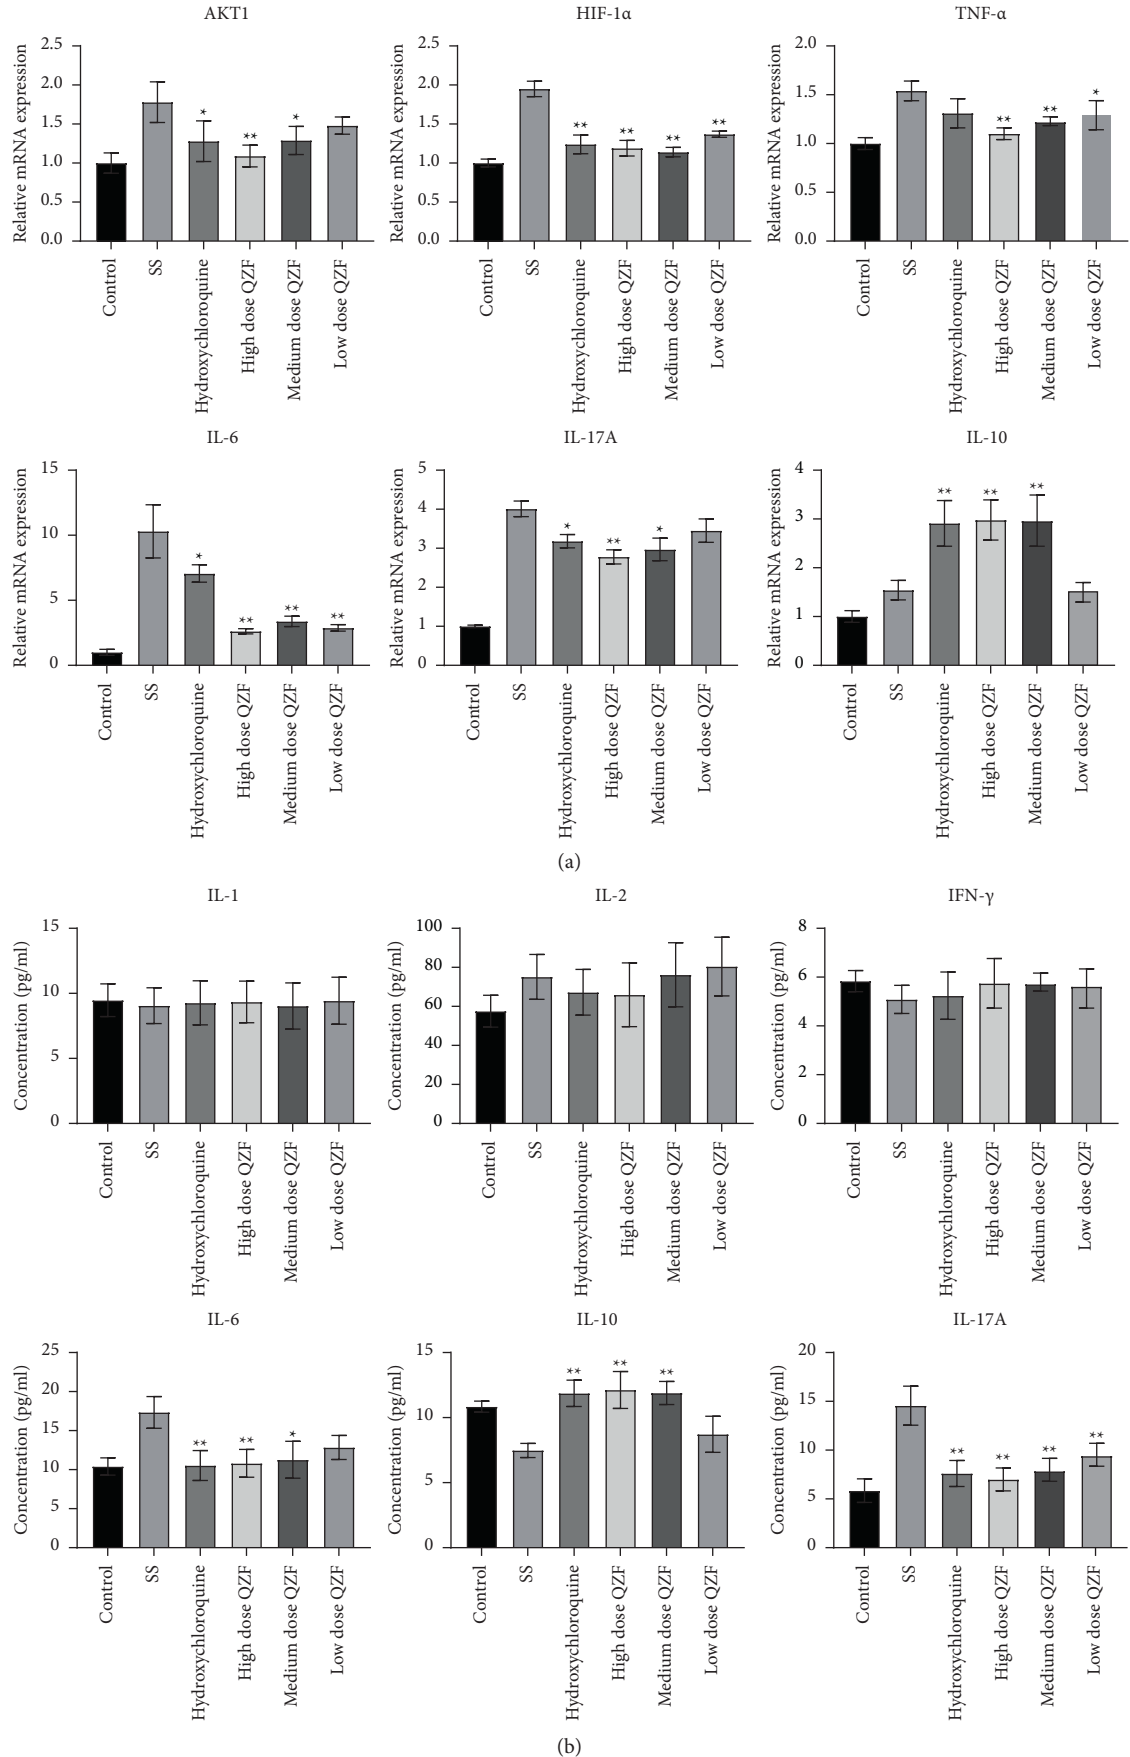 AKT1
Relative mRNA expression
2.5
2.0
1.5
1.0
0.5
0.0
*
**
*
Control
SS
Hydroxychloroquine
High dose QZF
Medium dose QZF
Low dose QZF
HIF-1α
Relative mRNA expression
2.5
2.0
1.5
1.0
0.5
0.0
**
**
**
**
Control
SS
Hydroxychloroquine
High dose QZF
Medium dose QZF
Low dose QZF
TNF-α
Relative mRNA expression
2.0
1.5
1.0
0.5
0.0
**
**
*
Control
SS
Hydroxychloroquine
High dose QZF
Medium dose QZF
Low dose QZF
IL-6
Relative mRNA expression
15
10
5
0
*
**
**
**
Control
SS
Hydroxychloroquine
High dose QZF
Medium dose QZF
Low dose QZF
IL-17A
Relative mRNA expression
5
4
3
2
1
0
*
**
*
Control
SS
Hydroxychloroquine
High dose QZF
Medium dose QZF
Low dose QZF
IL-10
Relative mRNA expression
4
3
2
1
0
**
**
**
Control
SS
Hydroxychloroquine
High dose QZF
Medium dose QZF
Low dose QZF
(a)
IL-1
Concentration (pg/ml)
15
10
5
0
Control
SS
Hydroxychloroquine
High dose QZF
Medium dose QZF
Low dose QZF
IL-2
Concentration (pg/ml)
100
80
60
40
20
0
Control
SS
Hydroxychloroquine
High dose QZF
Medium dose QZF
Low dose QZF
IFN-γ
Concentration (pg/ml)
8
6
4
2
0
Control
SS
Hydroxychloroquine
High dose QZF
Medium dose QZF
Low dose QZF
IL-6
Concentration (pg/ml)
25
20
15
10
5
0
**
**
*
Control
SS
Hydroxychloroquine
High dose QZF
Medium dose QZF
Low dose QZF
IL-10
Concentration (pg/ml)
15
10
5
0
**
**
**
Control
SS
Hydroxychloroquine
High dose QZF
Medium dose QZF
Low dose QZF
IL-17A
Concentration (pg/ml)
20
15
10
5
0
**
**
**
**
Control
SS
Hydroxychloroquine
High dose QZF
Medium dose QZF
Low dose QZF
(b)